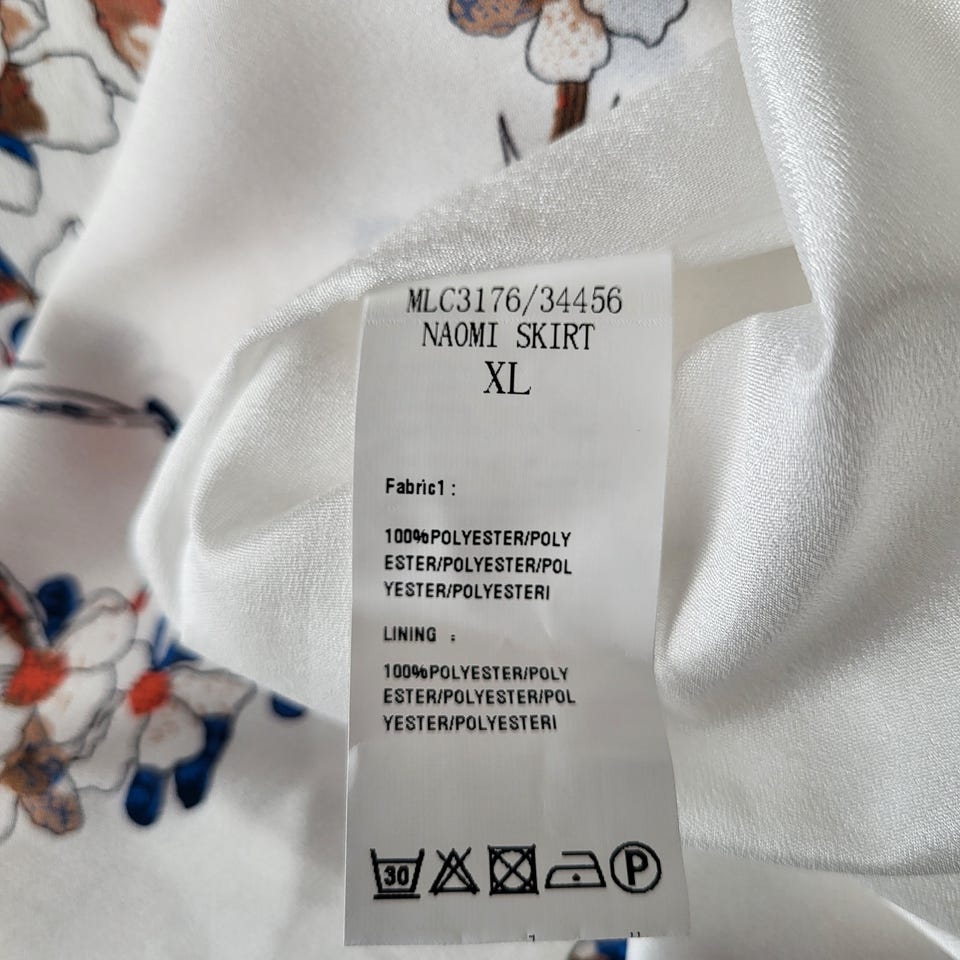 MLC3176/34456
NAOMI SKIRT
XL
Fabric1 :
100%POLYESTER/POLY
ESTER/POLYESTER/POL
YESTER/POLYESTERI
LINING :
100%POLYESTER/POLY
ESTER/POLYESTER/POL
YESTER/POLYESTERI
30 P